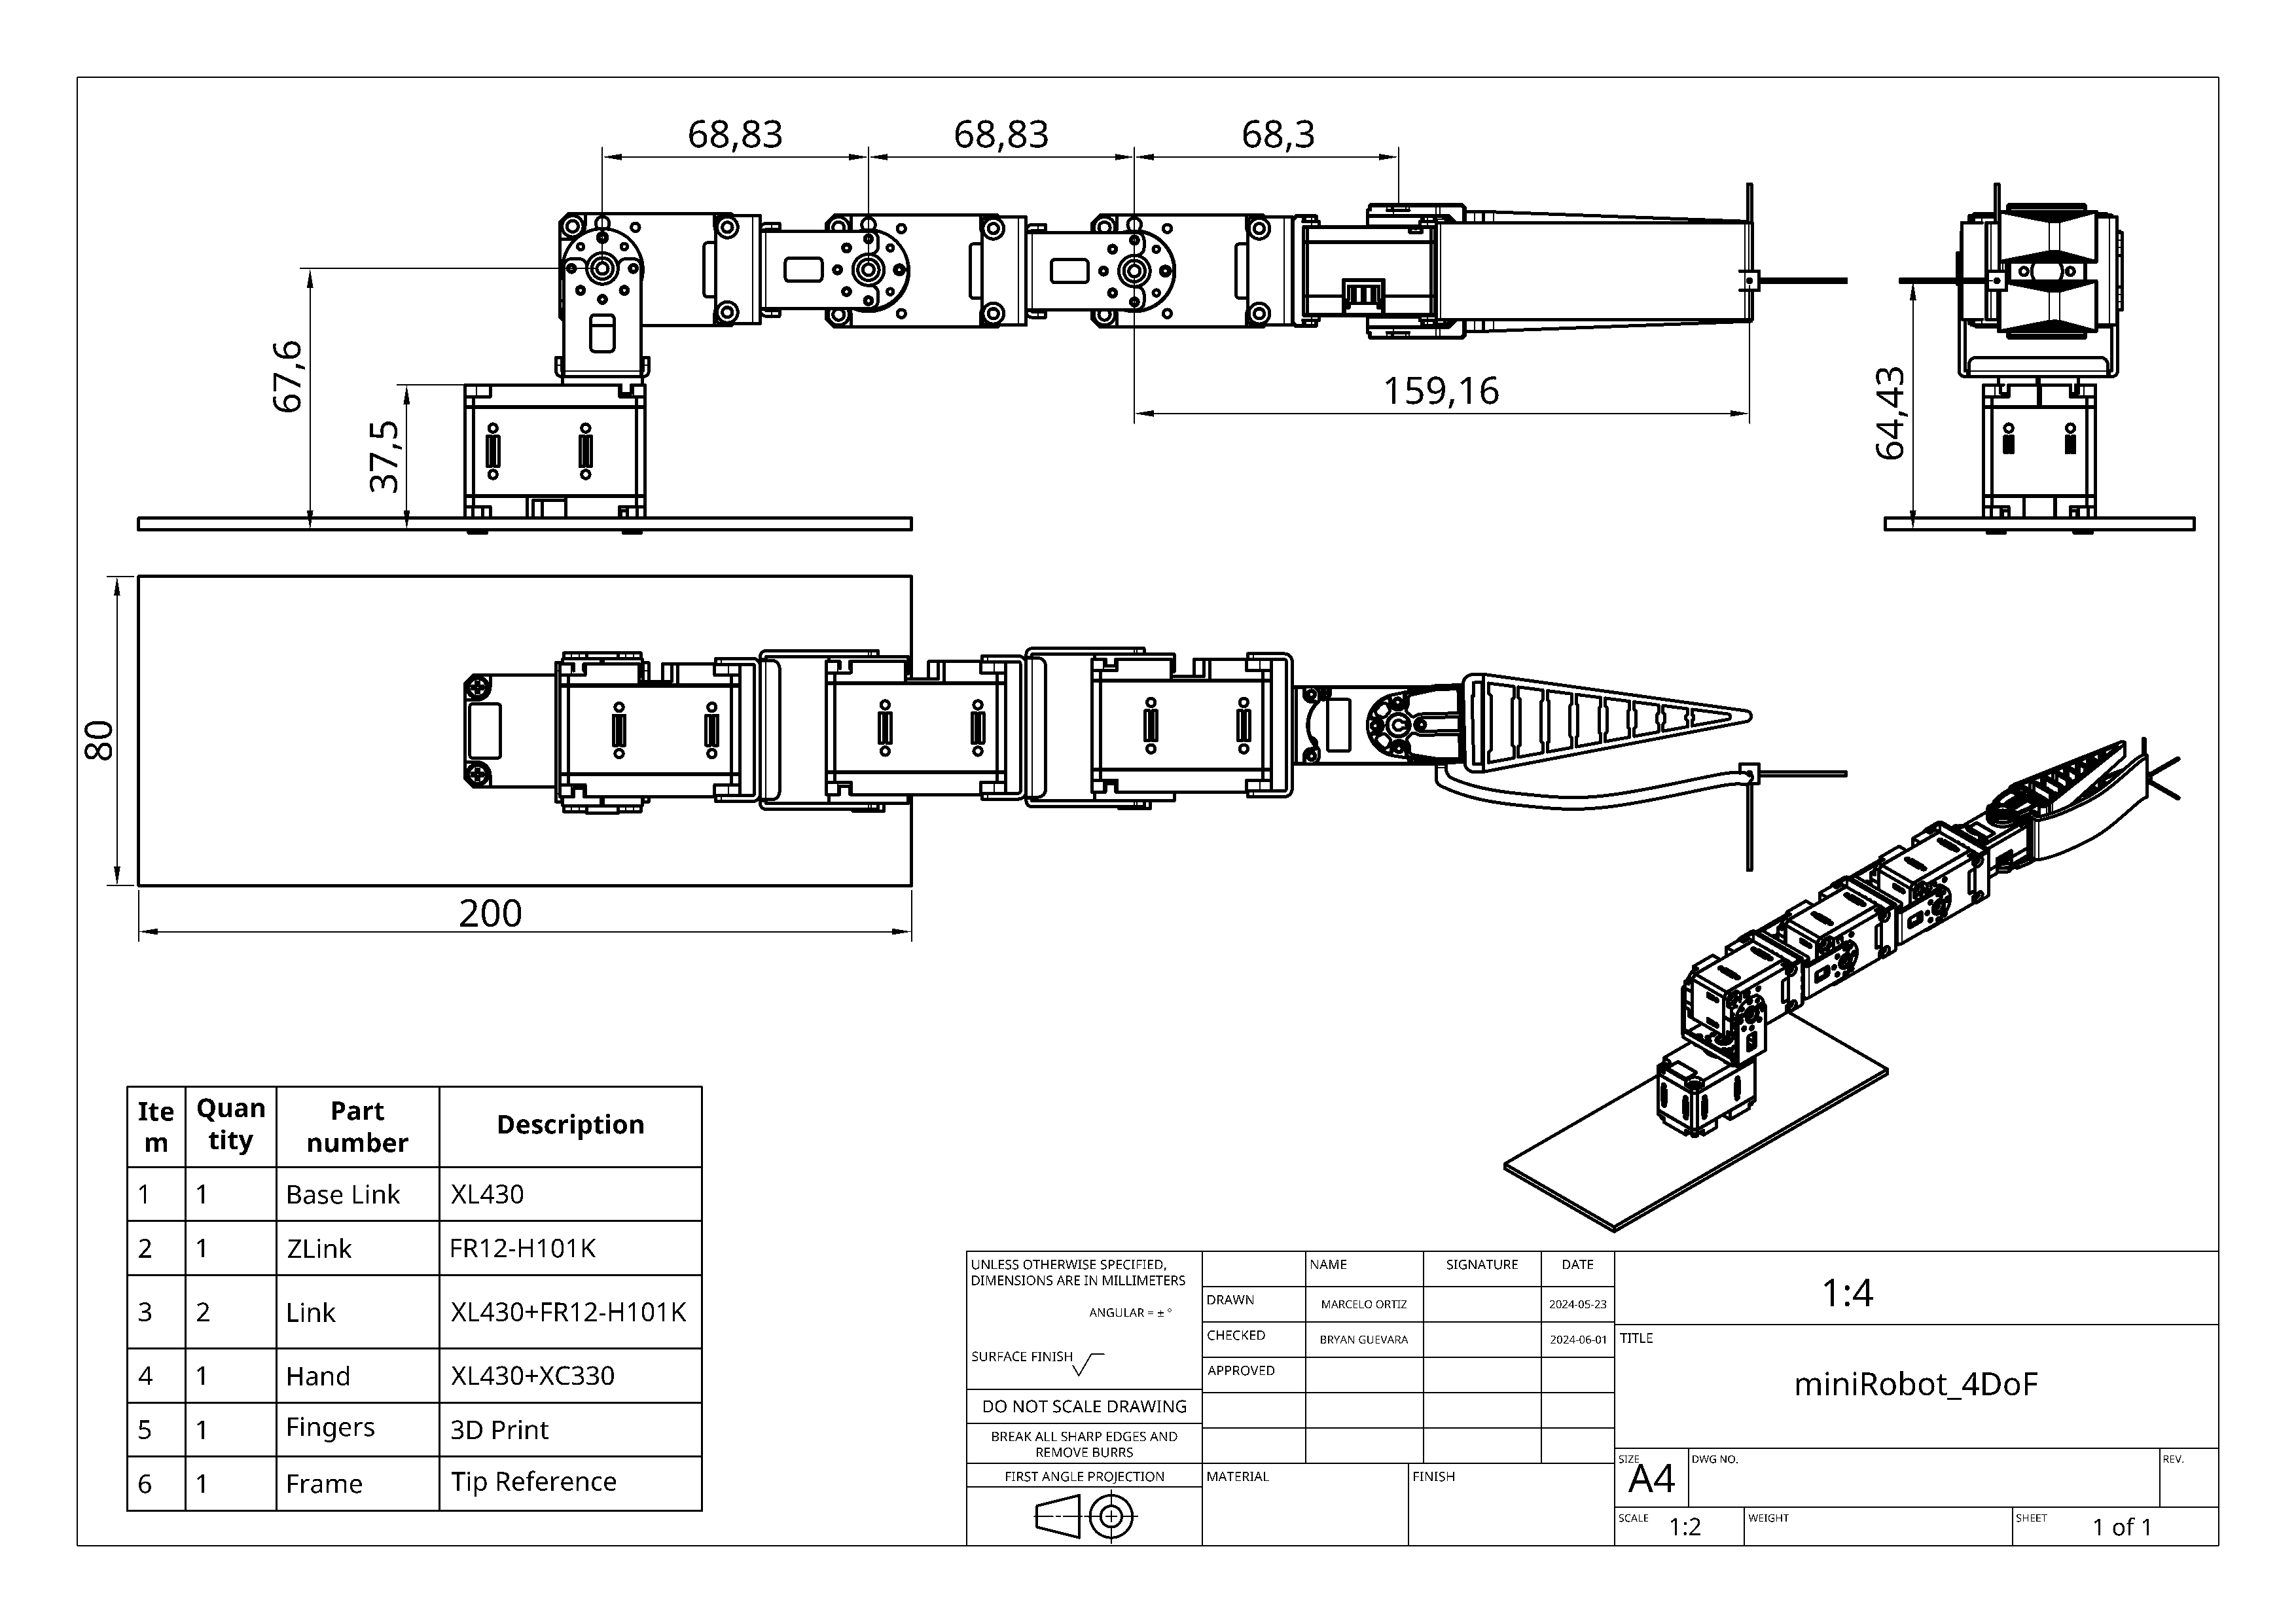 68,83
68,83
68,3
67,6
37,5
159,16
64,43
80
200
Ite
m
Quan
tity
Part
number
Description
1
1
Base Link
XL430
2
1
ZLink
FR12-H101K
3
2
Link
XL430+FR12-H101K
4
1
Hand
XL430+XC330
5
1
Fingers
3D Print
6
1
Frame
Tip Reference
UNLESS OTHERWISE SPECIFIED,
DIMENSIONS ARE IN MILLIMETERS
ANGULAR = ± °
SURFACE FINISH
DO NOT SCALE DRAWING
BREAK ALL SHARP EDGES AND
REMOVE BURRS
FIRST ANGLE PROJECTION
NAME
SIGNATURE
DATE
DRAWN
MARCELO ORTIZ
2024-05-23
CHECKED
BRYAN GUEVARA
2024-06-01
APPROVED
MATERIAL
FINISH
1:4
TITLE
miniRobot_4DoF
SIZE
A4
DWG NO.
REV.
SCALE
1:2
WEIGHT
SHEET
1 of 1